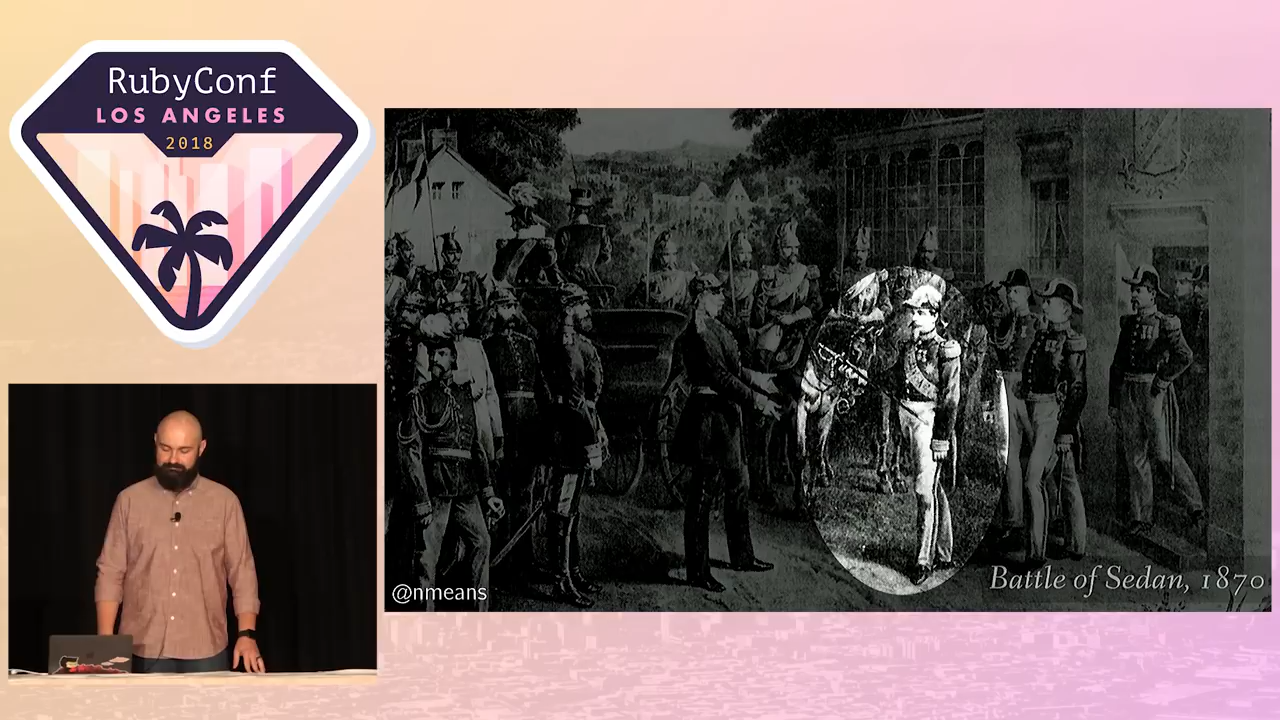 RubyConf
LOS ANGELES
2018
@nmeans
Battle of Sedan, 1870